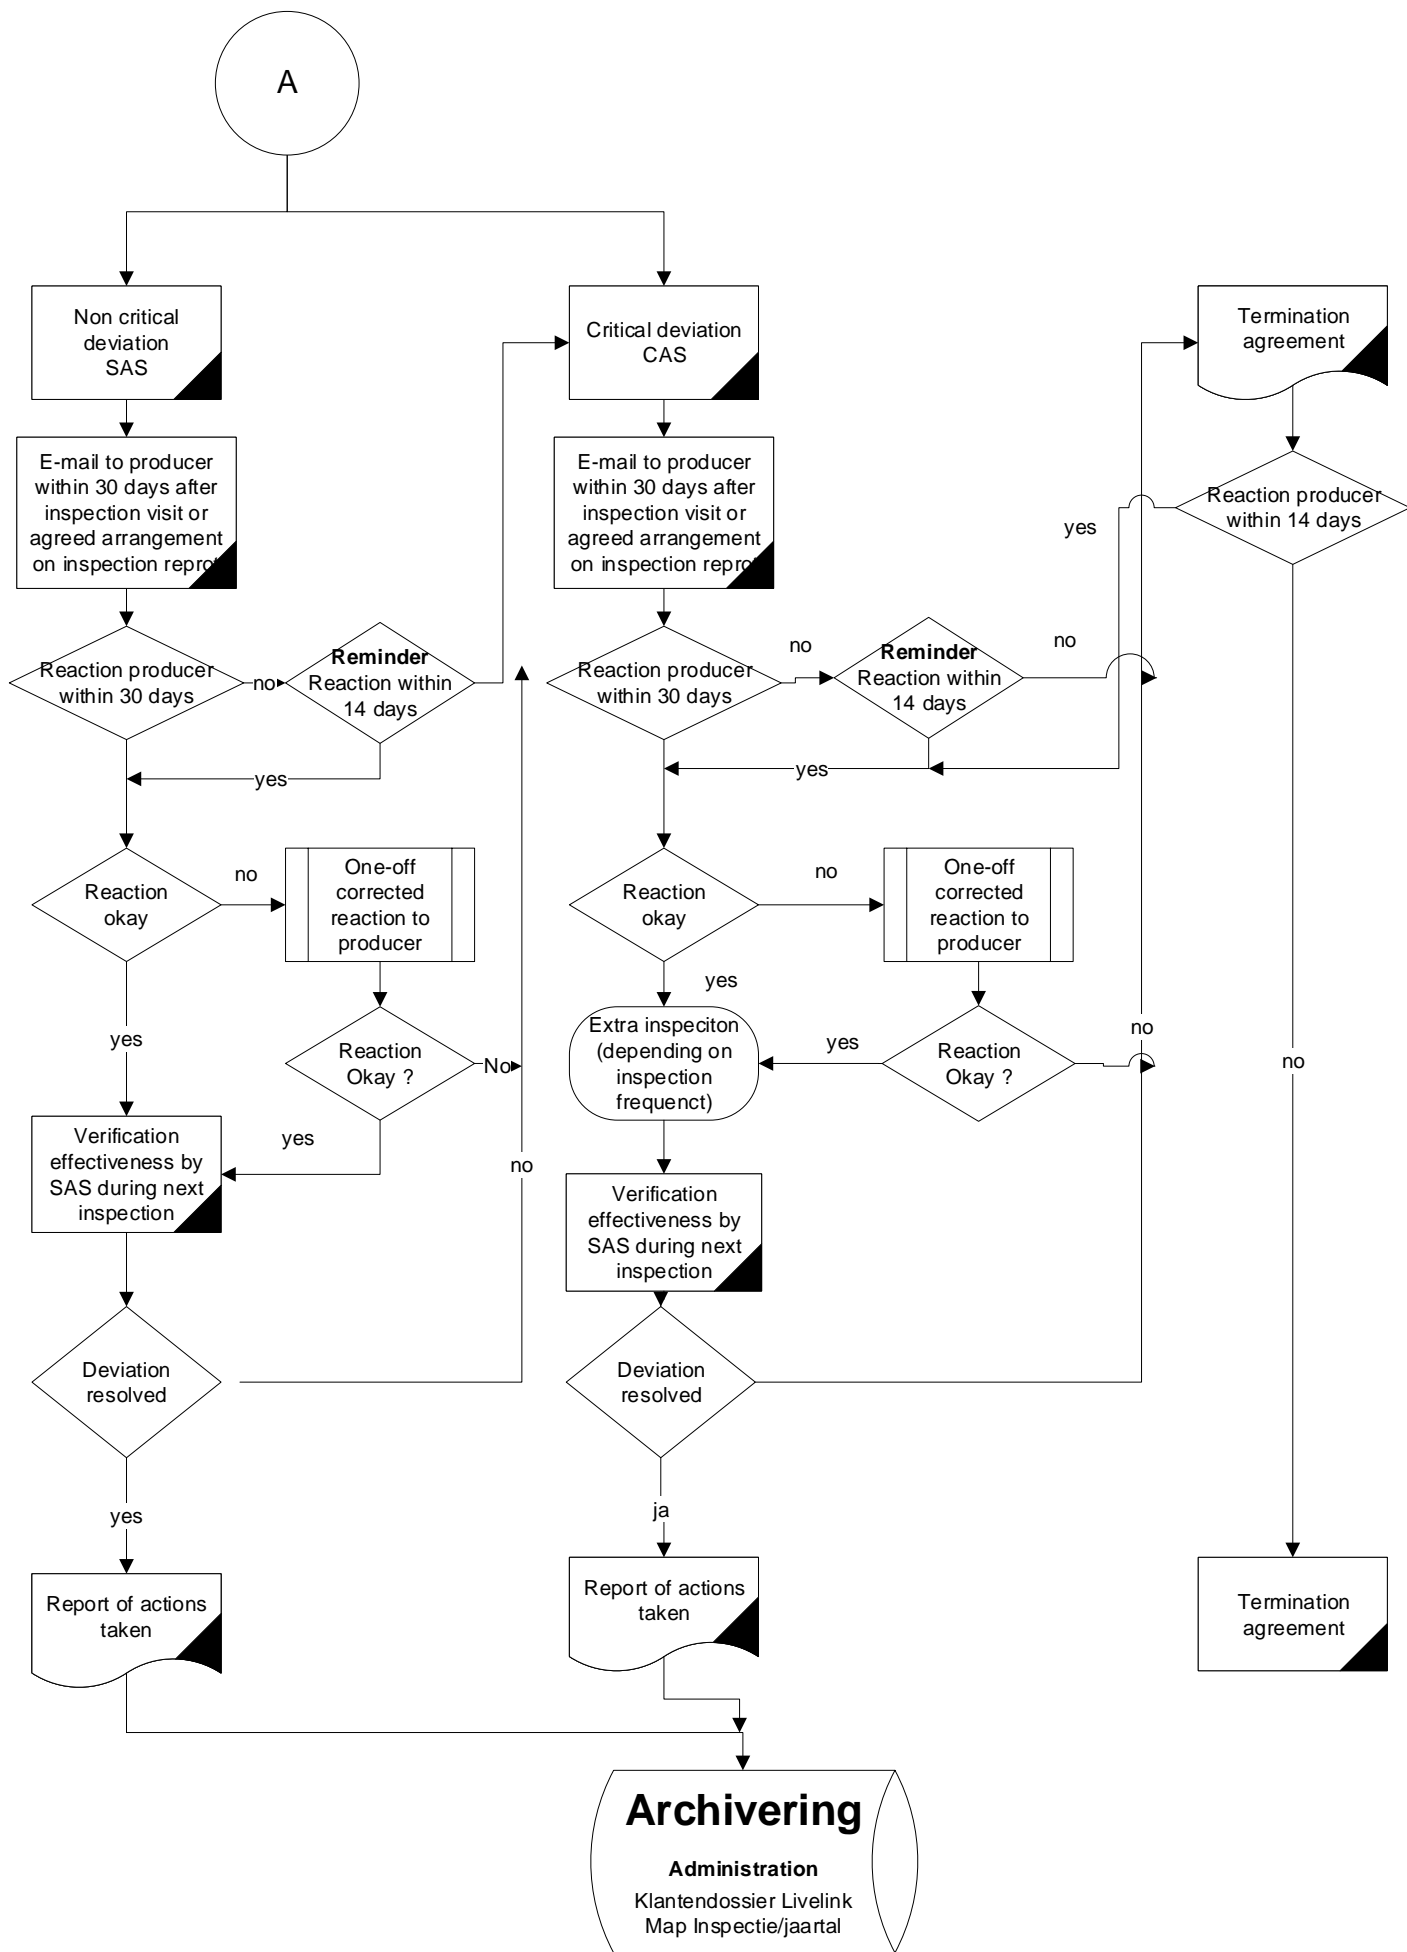 A
Non critical
deviation
SAS
Critical deviation
CAS
Termination
agreement
E-mail to producer
within 30 days after
inspection visit or
agreed arrangement
on inspection reprot
E-mail to producer
within 30 days after
inspection visit or
agreed arrangement
on inspection reprot
Reaction producer
within 14 days
yes
Reaction producer
within 30 days
no
Reminder
Reaction within
14 days
Reaction producer
within 30 days
no
Reminder
Reaction within
14 days
no
yes
yes
Reaction
okay
no
One-off
corrected
reaction to
producer
Reaction
okay
no
One-off
corrected
reaction to
producer
yes
yes
Reaction
Okay ?
No
Extra inspeciton
(depending on
inspection
frequenct)
yes
Reaction
Okay ?
no
no
Verification
effectiveness by
SAS during next
inspection
yes
no
Verification
effectiveness by
SAS during next
inspection
Deviation
resolved
Deviation
resolved
yes
ja
Report of actions
taken
Report of actions
taken
Termination
agreement
Archivering
Administration
Klantendossier Livelink
Map Inspectie/jaartal